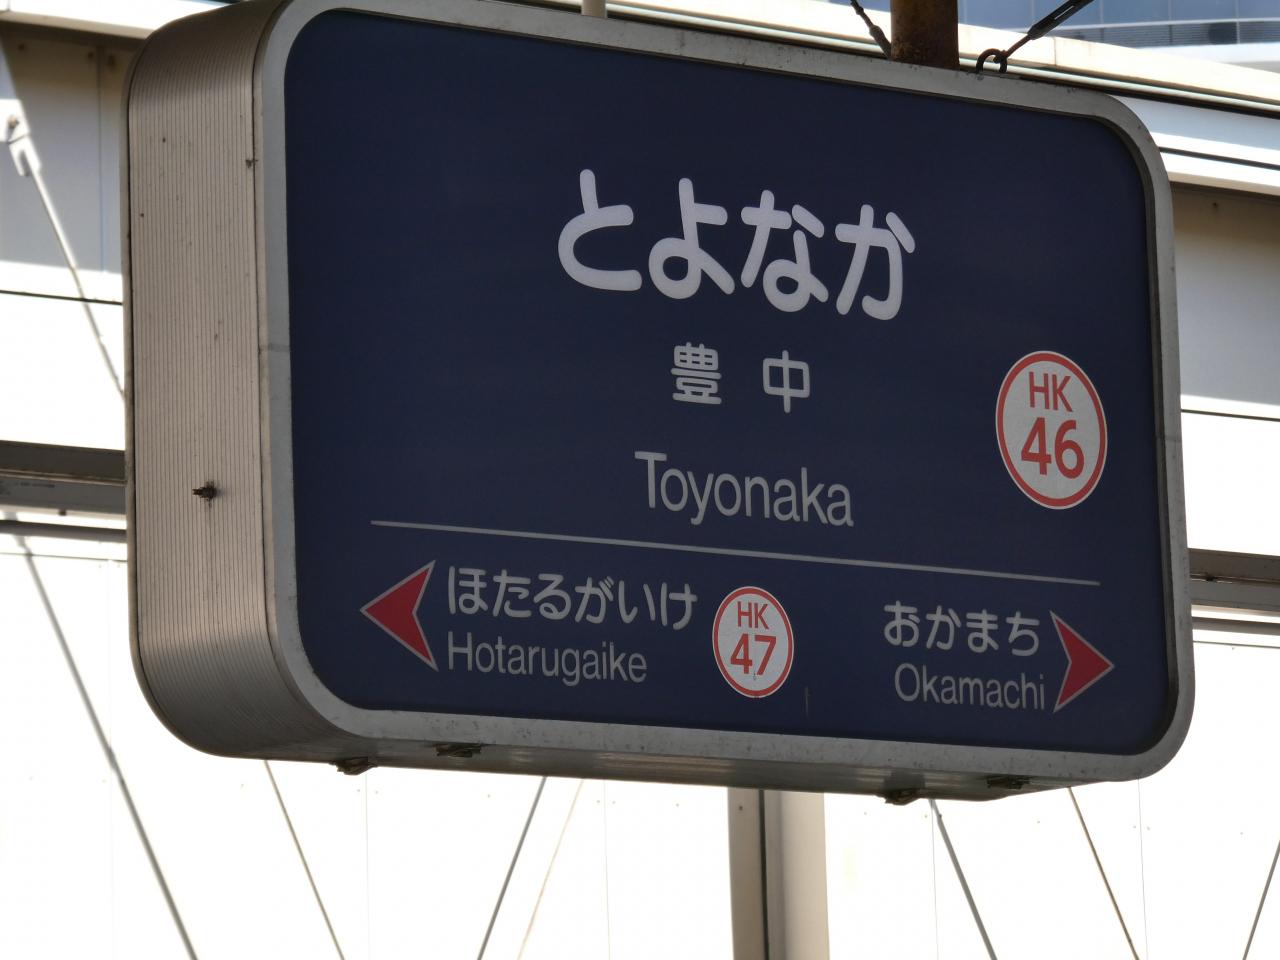 とよなか
豊中
Toyonaka
HK
46
ほたるがいけ
Hotarugaike
HK
47
おかまち
Okamachi